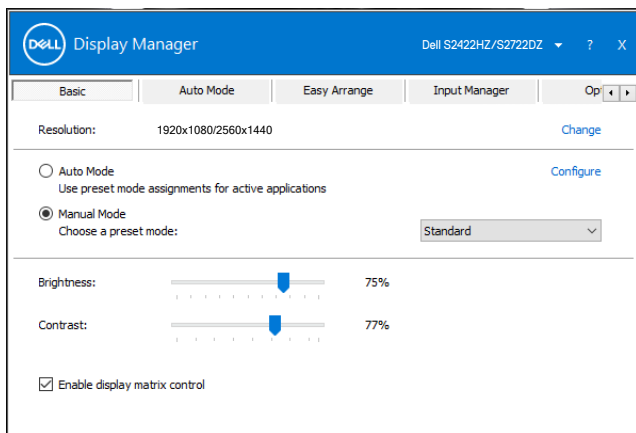 DELL Display Manager Dell S2422HZ/S2722DZ ? X
Basic Auto Mode Easy Arrange Input Manager Op
Resolution: 1920x1080/2560x1440 Change
Auto Mode Configure
Use preset mode assignments for active applications
Manual Mode
Choose a preset mode: Standard
Brightness: 75%
Contrast: 77%
Enable display matrix control